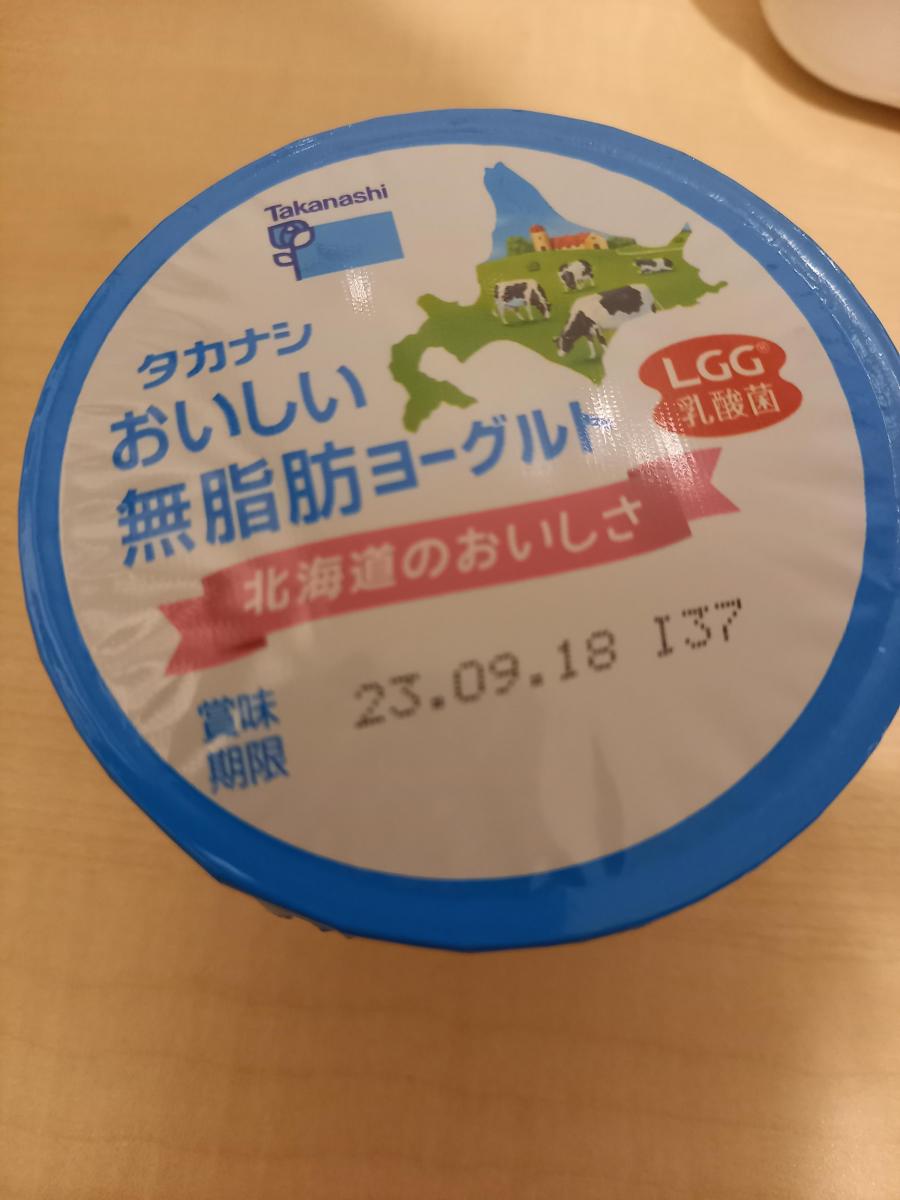 Takanashi
タカナシ
おいしい
無脂肪ヨーグルト
LGG®
乳酸菌
北海道のおいしさ
賞味
期限
23.09.18 I37